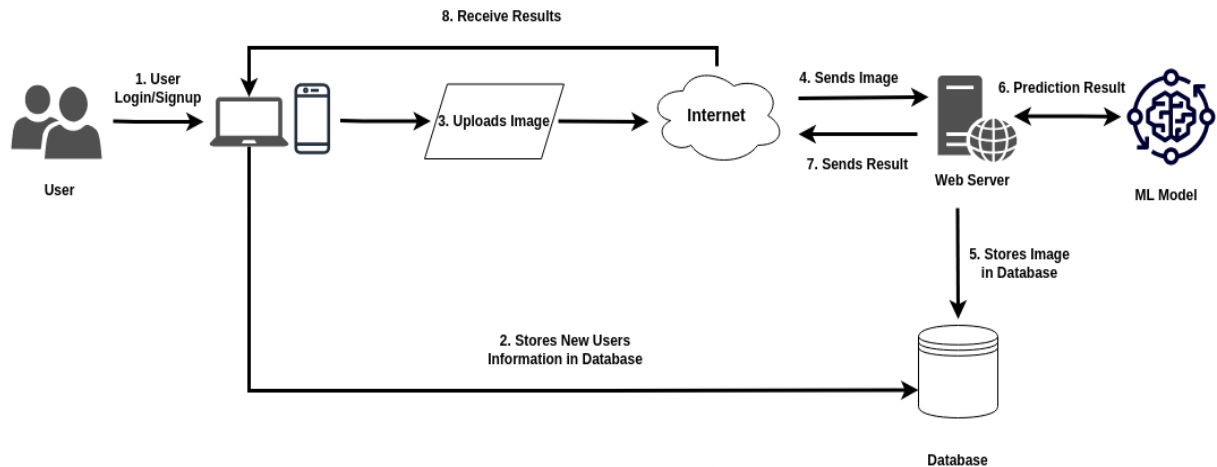 8. Receive Results
1. User
Login/Signup
4. Sends Image
6. Prediction Result
3. Uploads Image
Internet
7. Sends Result
User
Web Server
ML Model
5. Stores Image
in Database
2. Stores New Users
Information in Database
Database